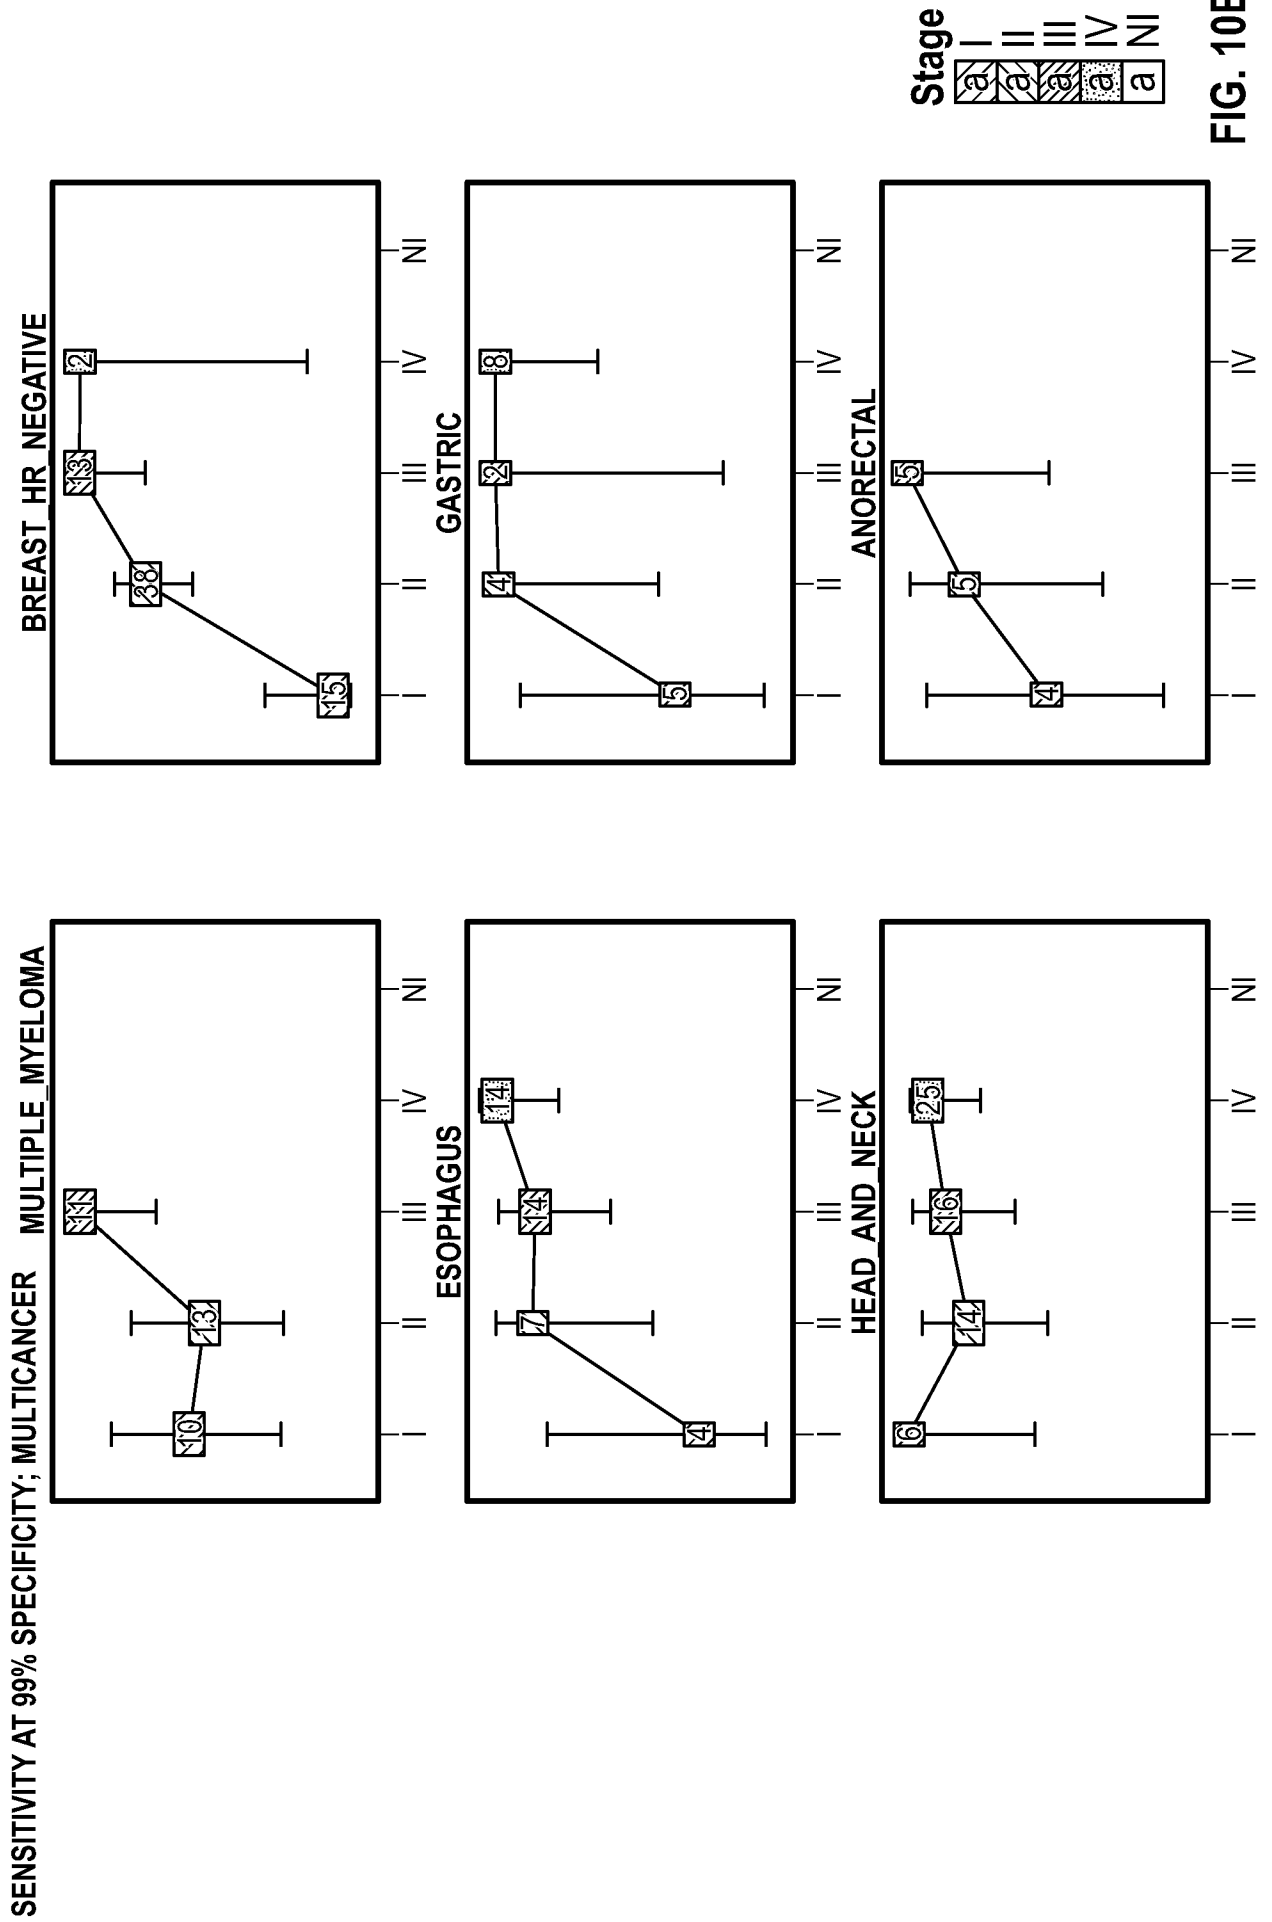 SENSITIVITY AT 99% SPECIFICITY; MULTICANCER
MULTIPLE_MYELOMA
10 13 11
I II III IV NI
BREAST_HR_NEGATIVE
15 38 13 2
I II III IV NI
ESOPHAGUS
4 7 14 14
I II III IV NI
GASTRIC
5 4 2 8
I II III IV NI
HEAD_AND_NECK
6 14 16 25
I II III IV NI
ANORECTAL
4 5 5
I II III IV NI
Stage
a I
a II
a III
a IV
a NI
FIG. 10B